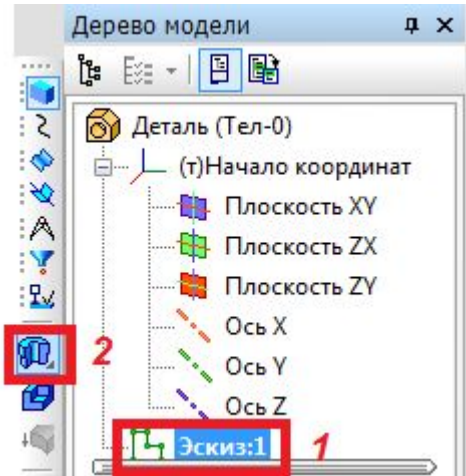 Дерево модели
Деталь (Тел-0)
(т)Начало координат
Плоскость XY
Плоскость ZX
Плоскость ZY
Ось X
Ось Y
Ось Z
Эскиз:1
1
2